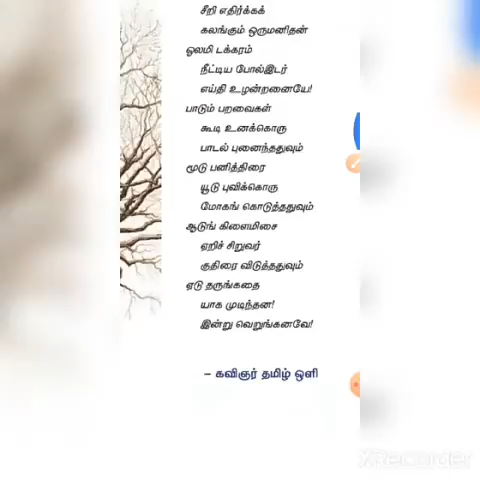 சீறி எதிர்க்கக்
கலங்கும் ஒருமனிதன்
ஓலமி டக்கரம்
நீட்டிய போல்இடர்
எய்தி உழன்றனையே!
பாடும் பறவைகள்
கூடி உனக்கொரு
பாடல் புனைந்ததுவும்
மூடு பனித்திரை
யூடு புவிக்கொரு
மோகங் கொடுத்ததுவும்
ஆடுங் கிளைமிசை
ஏறிச் சிறுவர்
குதிரை விடுத்ததுவும்
ஏடு தருங்கதை
யாக முடிந்தன!
இன்று வெறுங்கனவே!
– கவிஞர் தமிழ் ஒளி
XRecorder